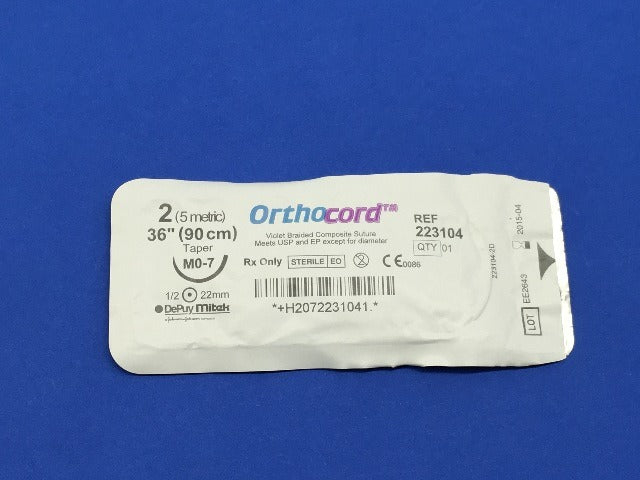 2 (5 metric)
36" (90 cm)
Taper
M0-7
1/2 22mm
DePuy Mitek
Orthocord™
Violet Braided Composite Suture
Meets USP and EP except for diameter
Rx Only STERILE EO CE 0086
*+H2072231041.*
REF
223104
QTY 01
223104-2D
2015-04
LOT EE2643